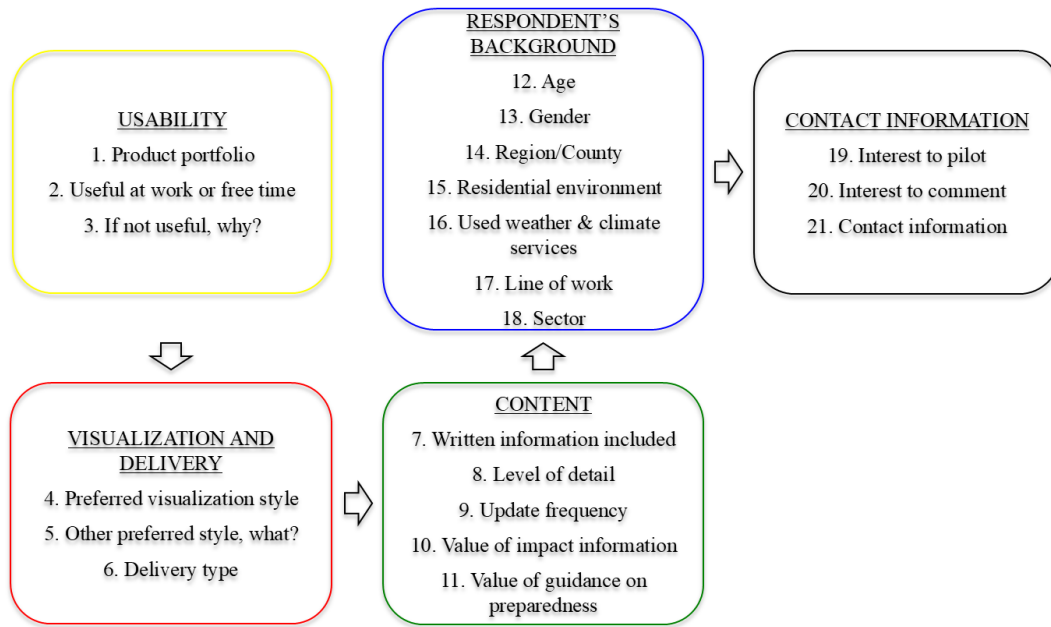 USABILITY
1. Product portfolio
2. Useful at work or free time
3. If not useful, why?
VISUALIZATION AND
DELIVERY
4. Preferred visualization style
5. Other preferred style, what?
6. Delivery type
CONTENT
7. Written information included
8. Level of detail
9. Update frequency
10. Value of impact information
11. Value of guidance on
preparedness
RESPONDENT’S
BACKGROUND
12. Age
13. Gender
14. Region/County
15. Residential environment
16. Used weather & climate
services
17. Line of work
18. Sector
CONTACT INFORMATION
19. Interest to pilot
20. Interest to comment
21. Contact information